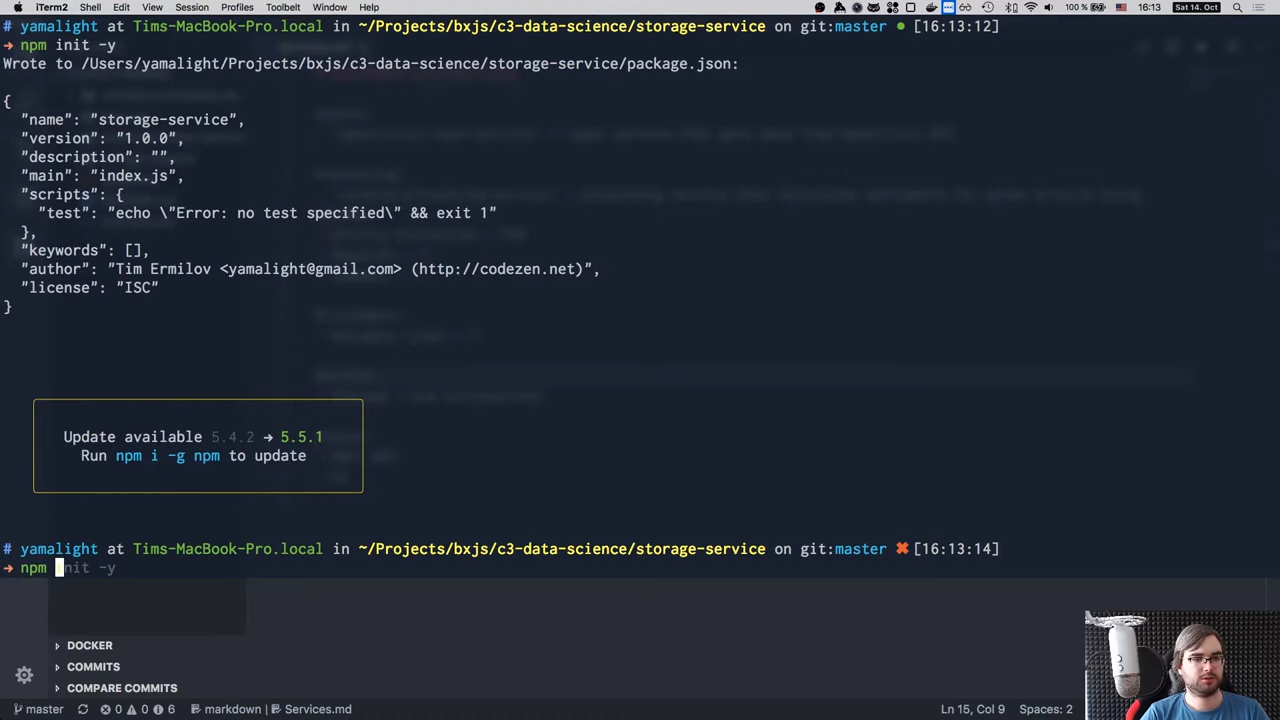 iTerm2 Shell Edit View Session Profiles Toolbelt Window Help 100 % 16:13 Sat 14. Oct
# yamalight at Tims-MacBook-Pro.local in ~/Projects/bxjs/c3-data-science/storage-service on git:master ● [16:13:12]
➜ npm init -y
Wrote to /Users/yamalight/Projects/bxjs/c3-data-science/storage-service/package.json:
{
"name": "storage-service",
"version": "1.0.0",
"description": "",
"main": "index.js",
"scripts": {
"test": "echo \"Error: no test specified\" && exit 1"
},
"keywords": [],
"author": "Tim Ermilov <yamalight@gmail.com> (http://codezen.net)",
"license": "ISC"
}
Update available 5.4.2 → 5.5.1
Run npm i -g npm to update
# yamalight at Tims-MacBook-Pro.local in ~/Projects/bxjs/c3-data-science/storage-service on git:master ✖ [16:13:14]
➜ npm init -y
DOCKER
COMMITS
COMPARE COMMITS
master 0 0 6 markdown Services.md Ln 15, Col 9 Spaces: 2